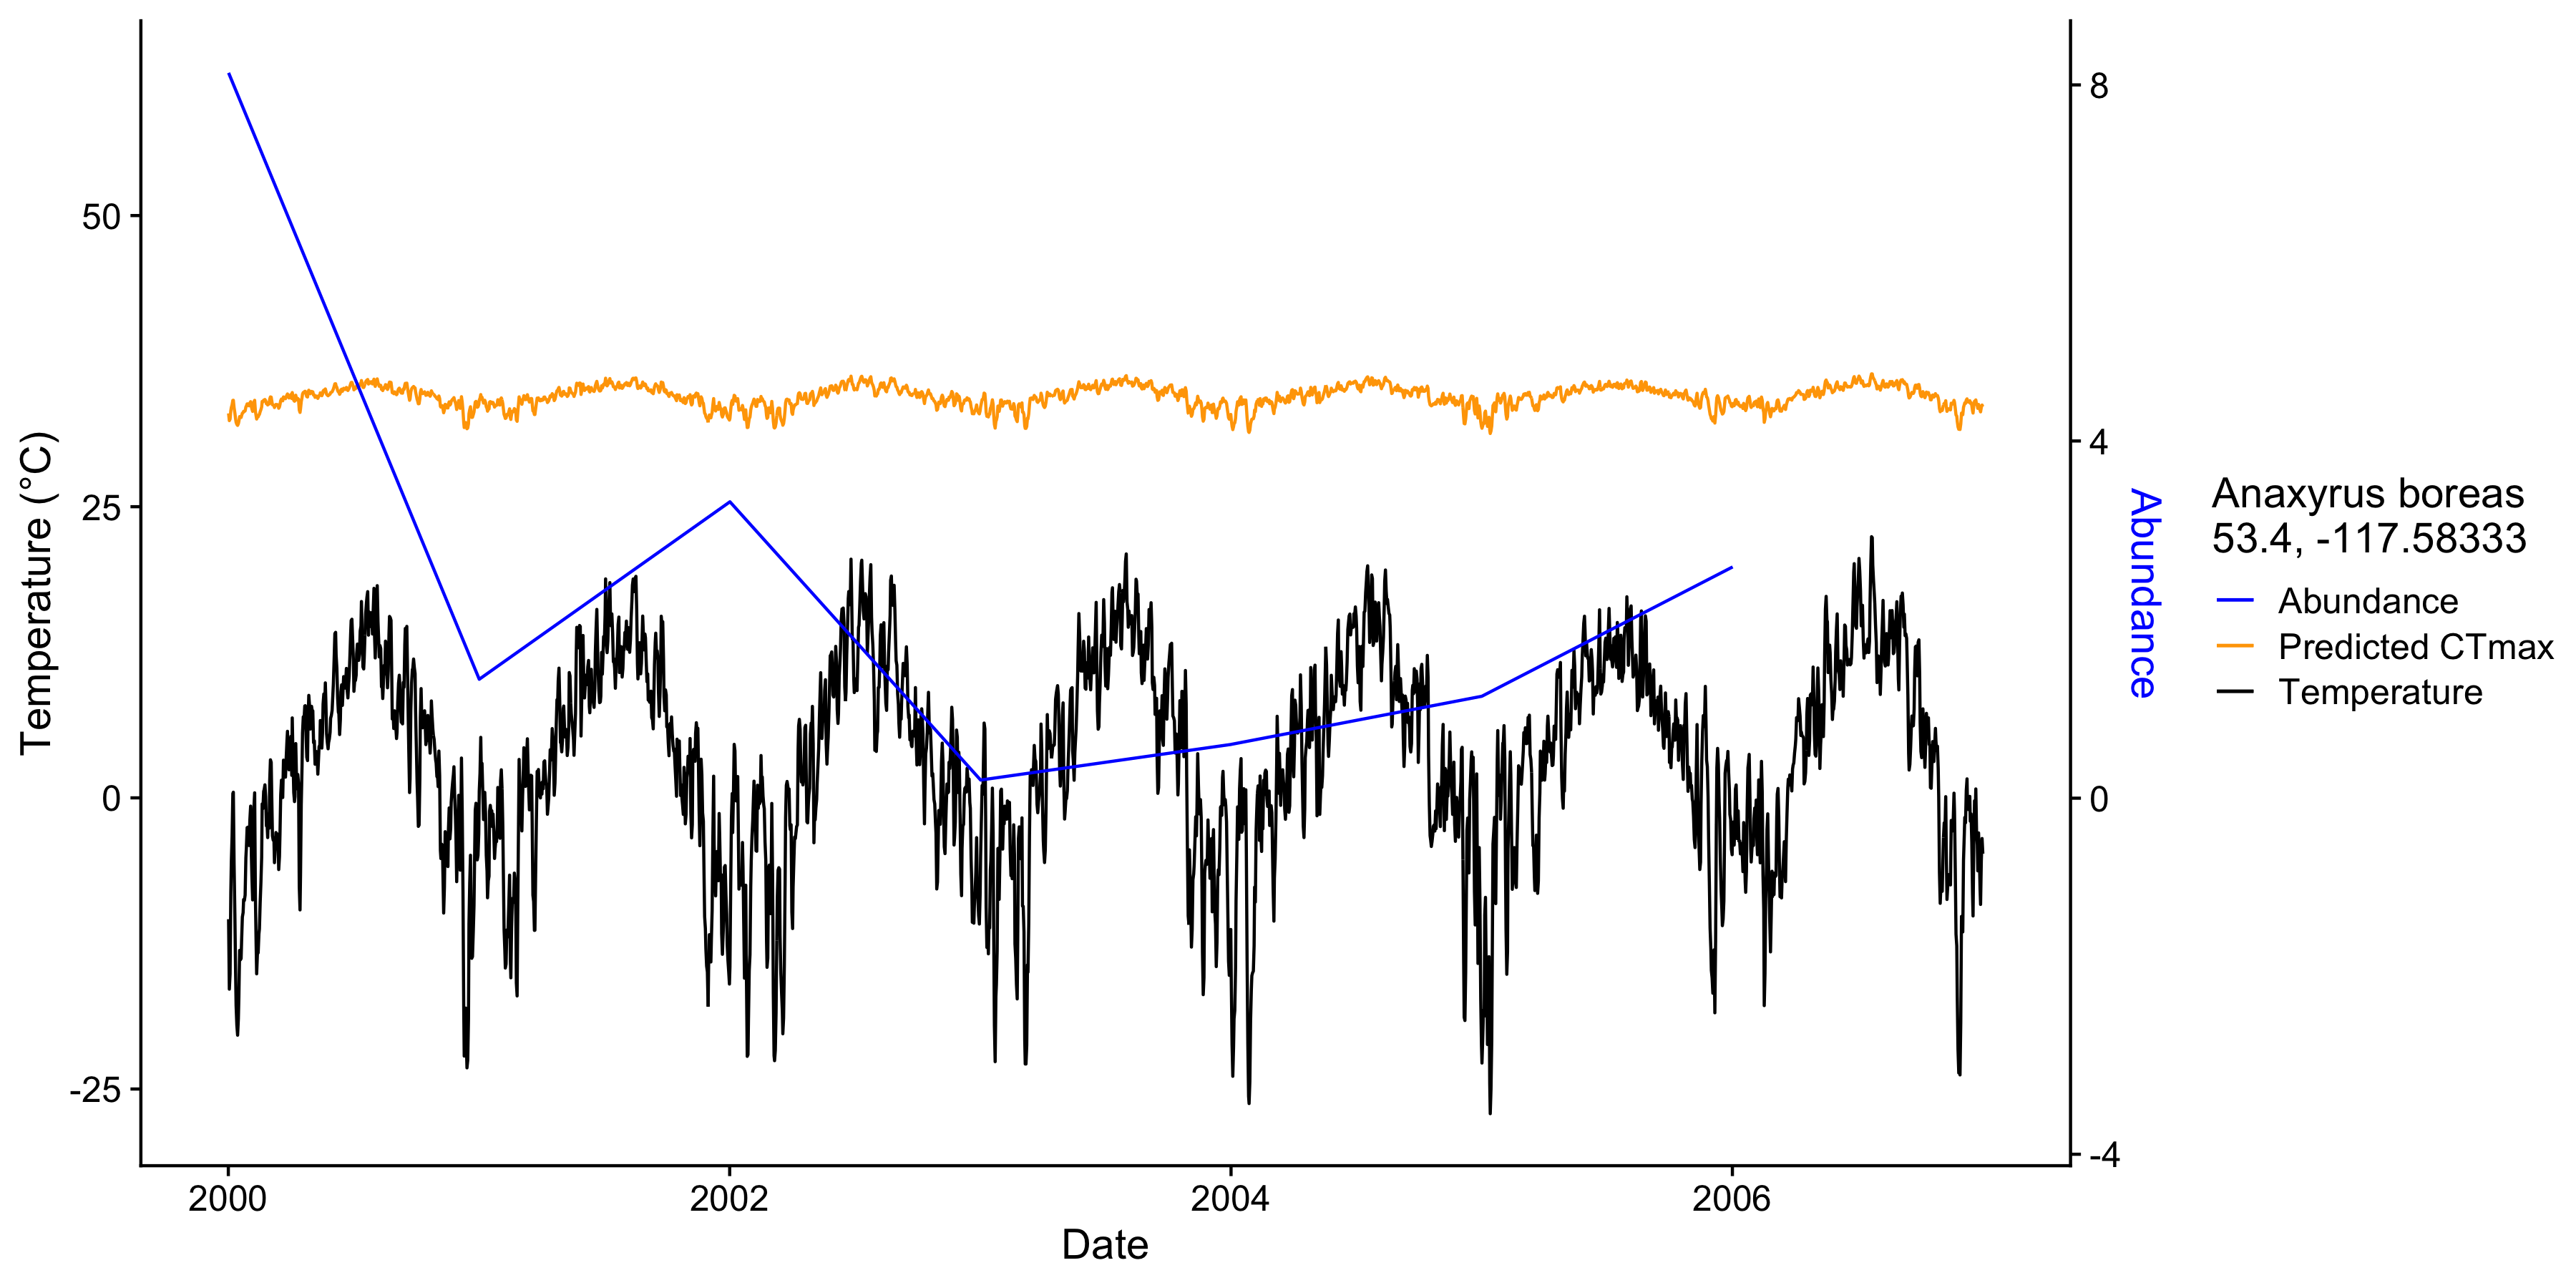 50
25
0
-25
Temperature (°C)
2000
2002
2004
2006
Date
8
4
0
-4
Abundance
Anaxyrus boreas
53.4, -117.58333
Abundance
Predicted CTmax
Temperature